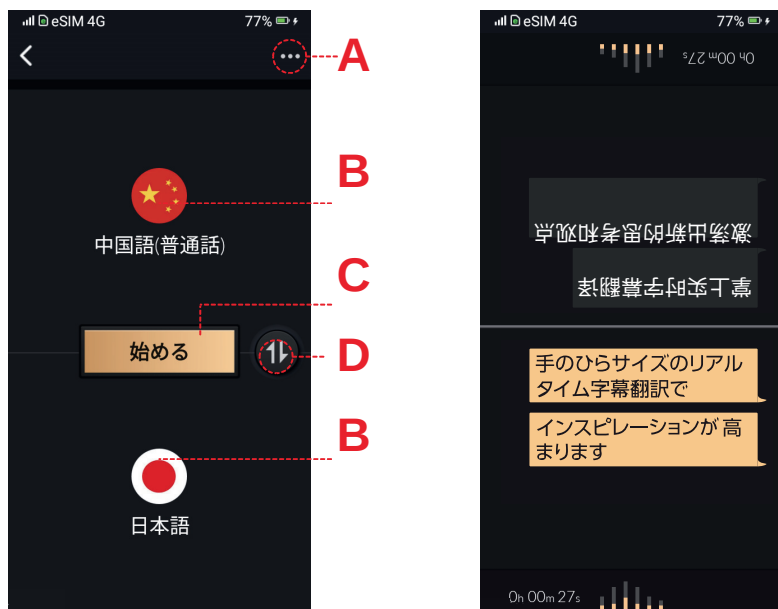 eSIM 4G
77%
A
B
中国語(普通話)
C
始める
D
B
日本語
eSIM 4G
77%
0h 00m 27s
激荡出新的思考和观点
掌上实时字幕翻译
手のひらサイズのリアル
タイム字幕翻訳で
インスピレーションが 高
まります
0h 00m 27s